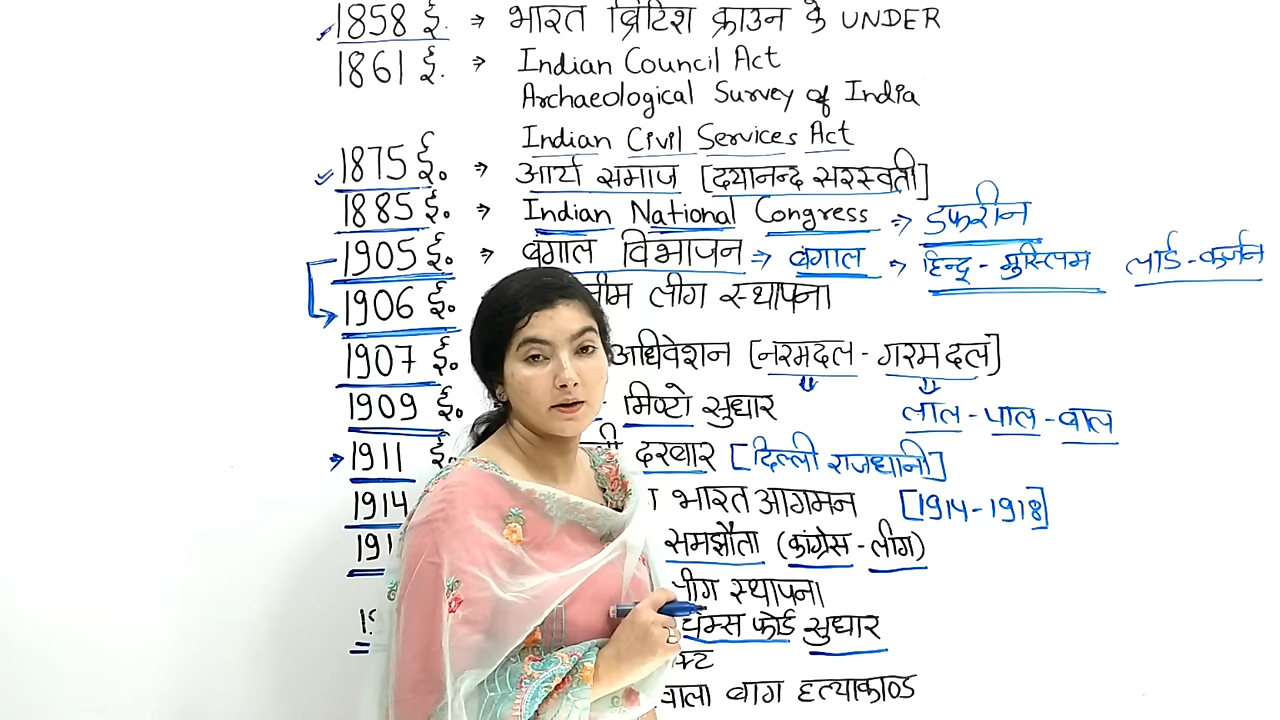 1858 ई. → भारत ब्रिटिश क्राउन के UNDER
1861 ई. → Indian Council Act
Archaeological Survey of India
Indian Civil Services Act
1875 ई. → आर्य समाज [दयानन्द सरस्वती]
1885 ई. → Indian National Congress → डफरीन
1905 ई. → बंगाल विभाजन → बंगाल → हिन्दू - मुस्लिम लार्ड - कर्जन
1906 ई. लीग स्थापना
1907 ई. अधिवेशन [नरमदल - गरमदल]
लाल - पाल - बाल
1909 ई. मिण्टो सुधार
1911 ई. दरबार [दिल्ली राजधानी]
1914 भारत आगमन [1914-1918]
समझौता (कांग्रेस - लीग)
लीग स्थापना
फोर्ड सुधार
बाग हत्याकाण्ड